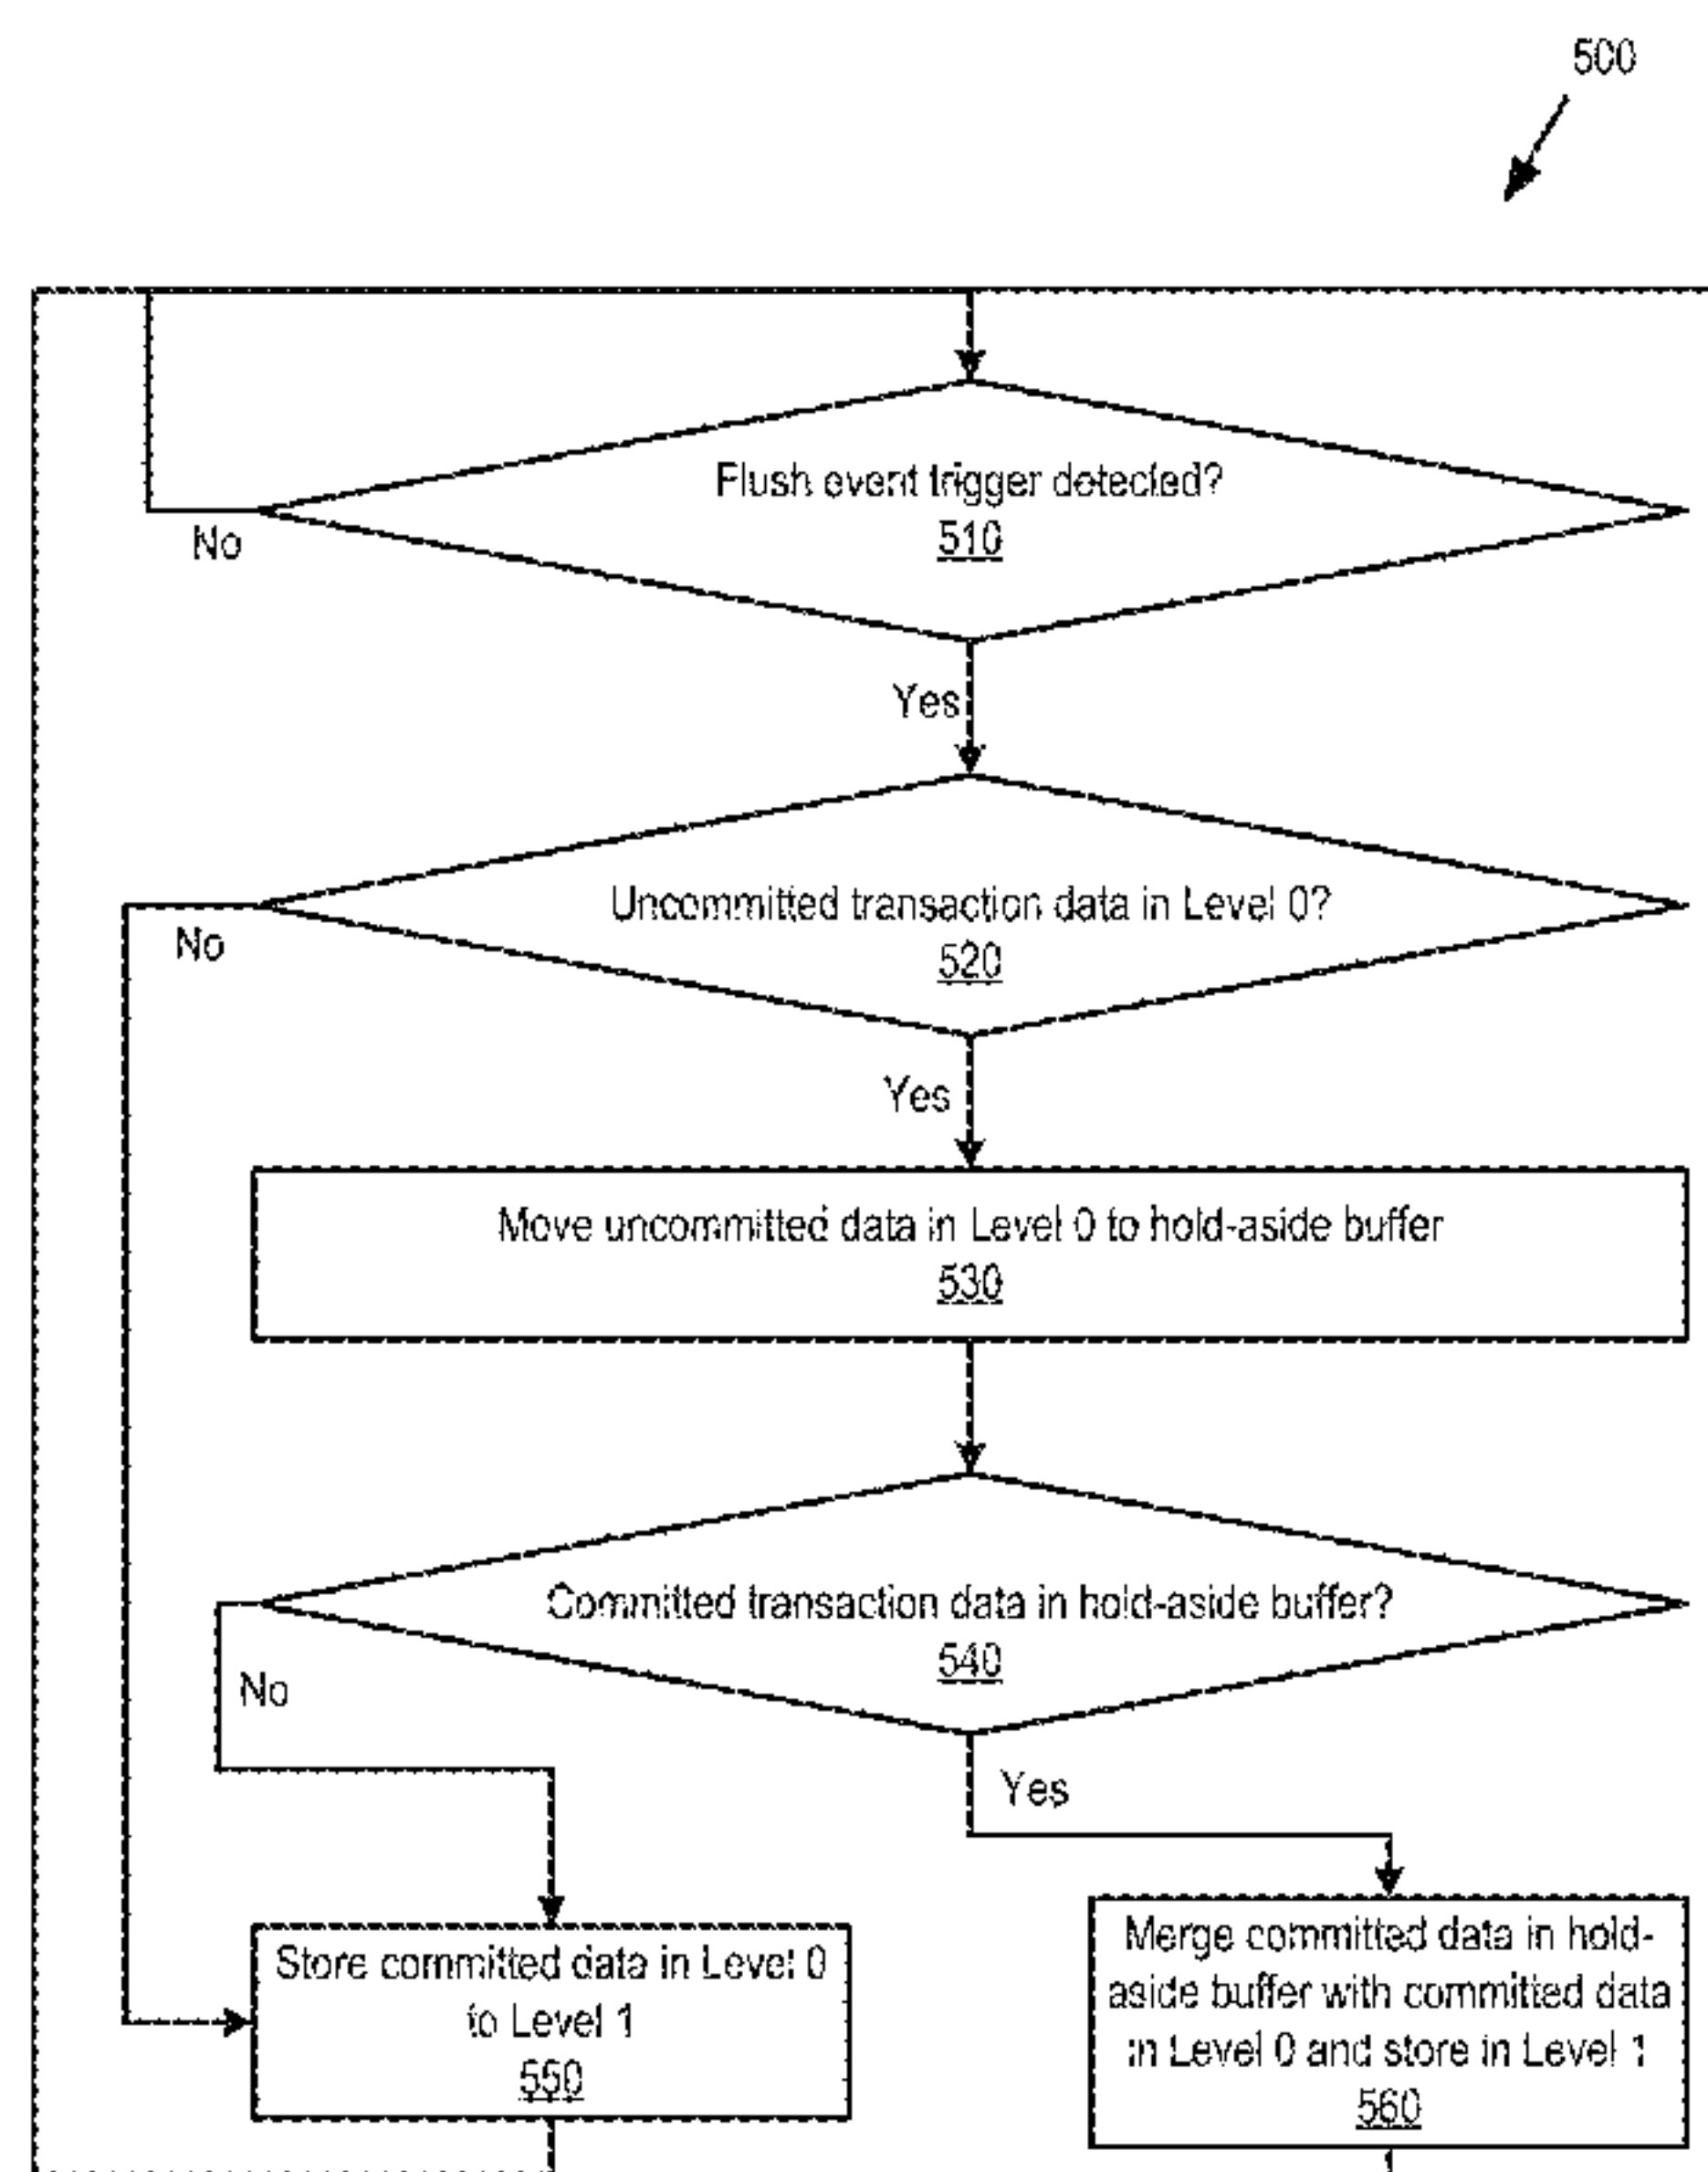 500
Flush event trigger detected?
510
No
Yes
Uncommitted transaction data in Level 0?
520
No
Yes
Move uncommitted data in Level 0 to hold-aside buffer
530
Committed transaction data in hold-aside buffer?
540
No
Yes
Store committed data in Level 0
to Level 1
550
Merge committed data in hold-
aside buffer with committed data
in Level 0 and store in Level 1
560